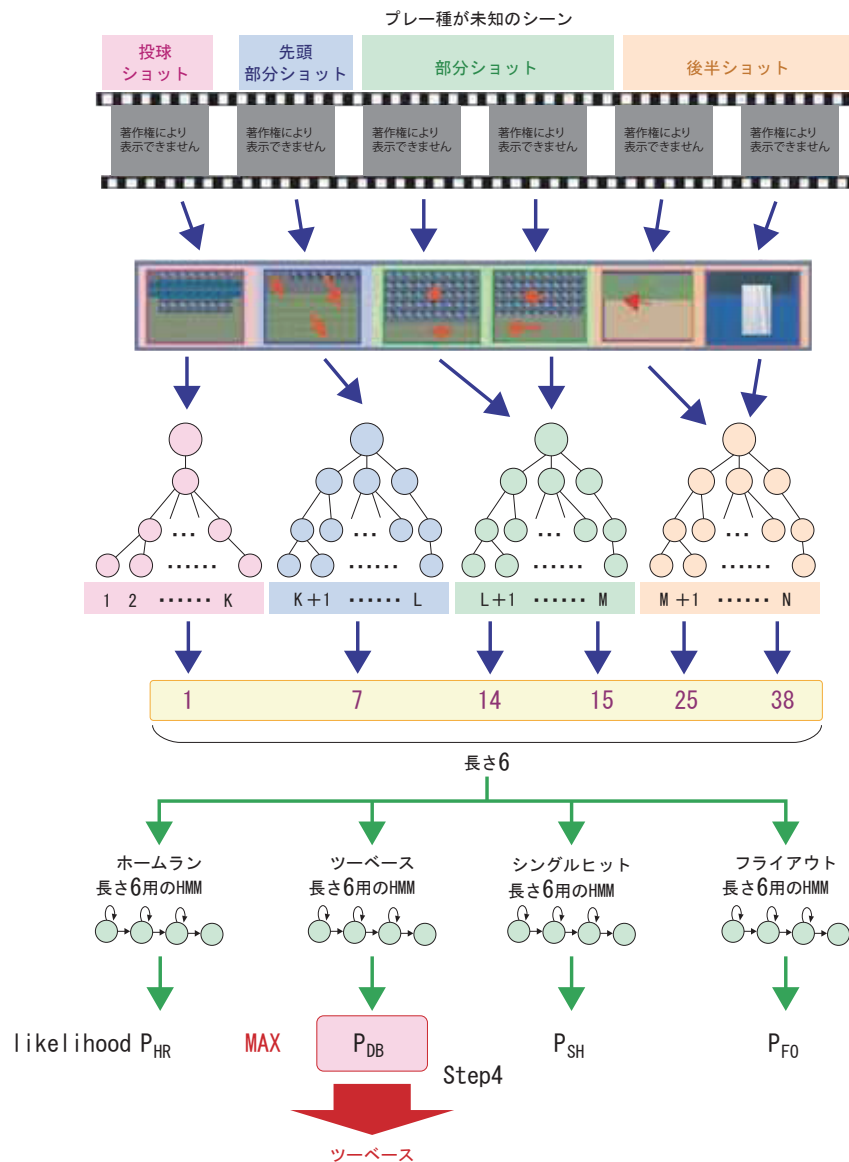 プレー種が未知のシーン
投球
ショット
先頭
部分ショット
部分ショット
後半ショット
著作権により
表示できません
著作権により
表示できません
著作権により
表示できません
著作権により
表示できません
著作権により
表示できません
著作権により
表示できません
1 2 ‥‥‥ K
K+1 ‥‥‥ L
L+1 ‥‥‥ M
M+1 ‥‥‥ N
1 7 14 15 25 38
長さ6
ホームラン
長さ6用のHMM
ツーベース
長さ6用のHMM
シングルヒット
長さ6用のHMM
フライアウト
長さ6用のHMM
likelihood P_HR
MAX
P_DB
P_SH
P_FO
Step4
ツーベース